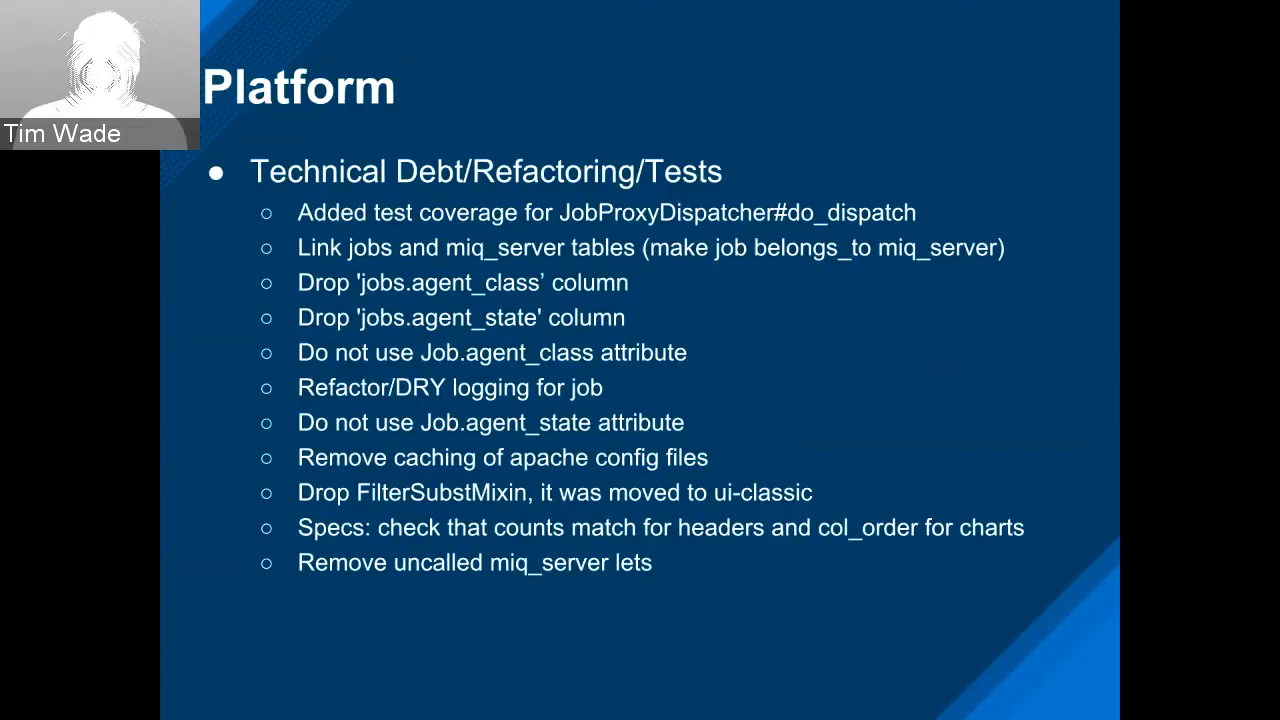 Tim Wade
Platform
● Technical Debt/Refactoring/Tests
○ Added test coverage for JobProxyDispatcher#do_dispatch
○ Link jobs and miq_server tables (make job belongs_to miq_server)
○ Drop 'jobs.agent_class’ column
○ Drop 'jobs.agent_state' column
○ Do not use Job.agent_class attribute
○ Refactor/DRY logging for job
○ Do not use Job.agent_state attribute
○ Remove caching of apache config files
○ Drop FilterSubstMixin, it was moved to ui-classic
○ Specs: check that counts match for headers and col_order for charts
○ Remove uncalled miq_server lets